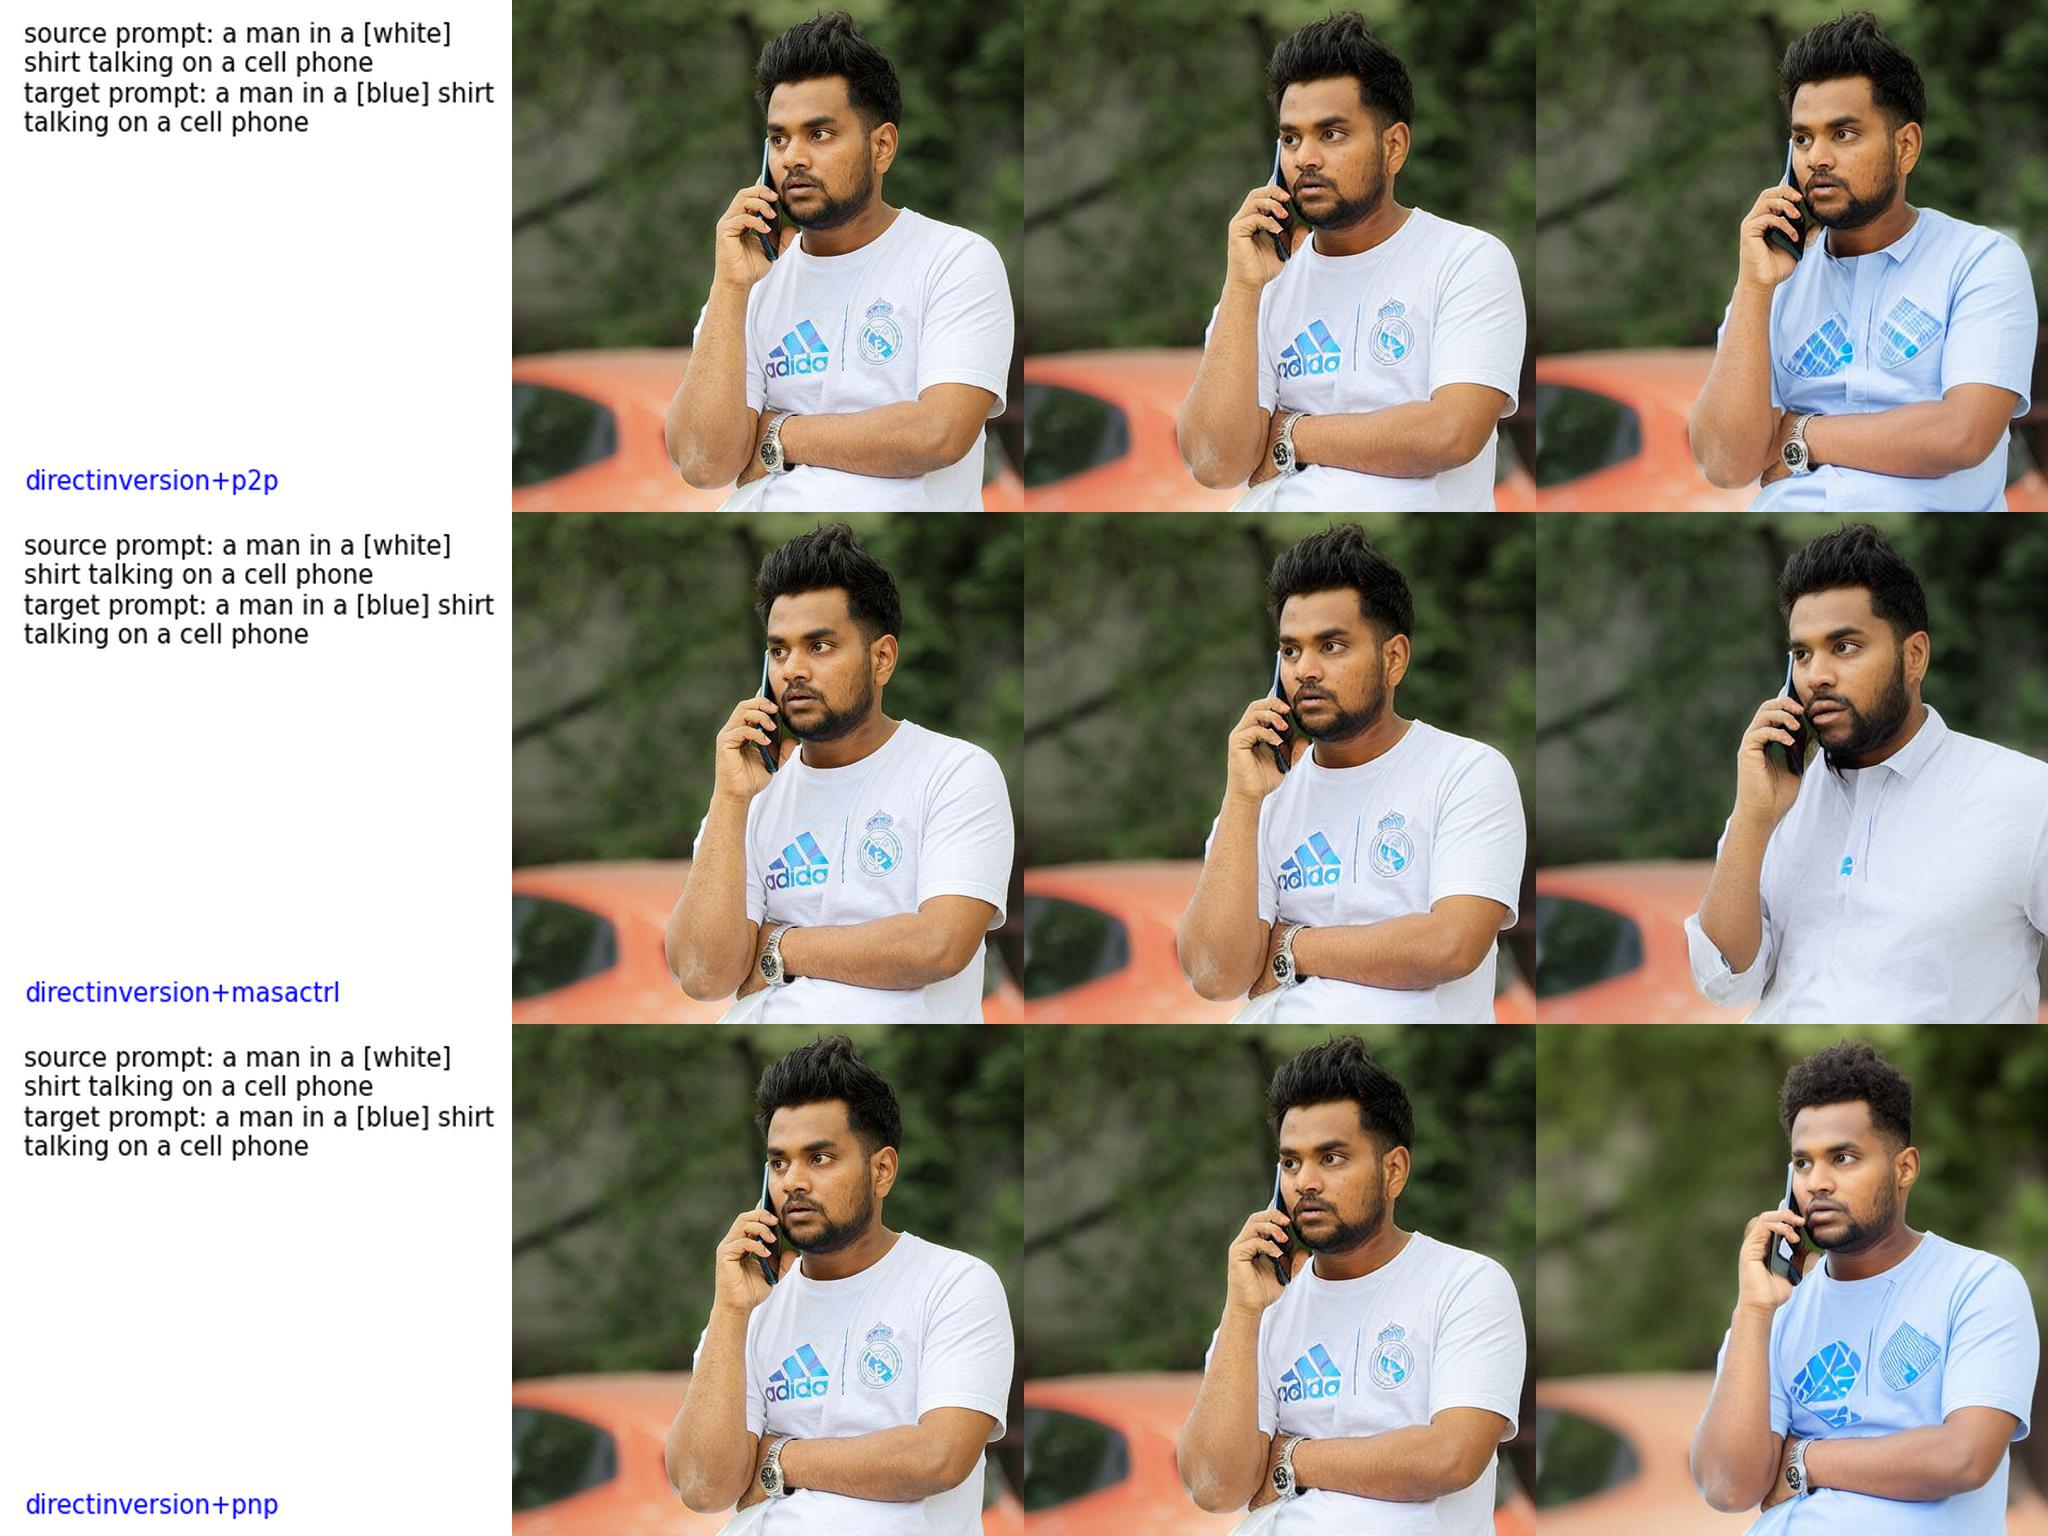 source prompt: a man in a [white]
shirt talking on a cell phone
target prompt: a man in a [blue] shirt
talking on a cell phone
adida
adida
directinversion+p2p
source prompt: a man in a [white]
shirt talking on a cell phone
target prompt: a man in a [blue] shirt
talking on a cell phone
adida
adida
directinversion+masactrl
source prompt: a man in a [white]
shirt talking on a cell phone
target prompt: a man in a [blue] shirt
talking on a cell phone
adida
adida
directinversion+pnp